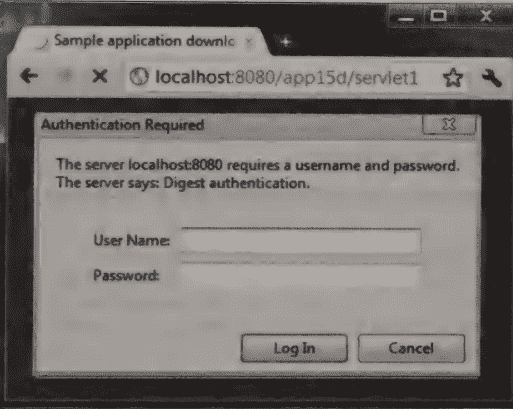 Sample application downlc
localhost:8080/app15d/servlet1
Authentication Required
The server localhost:8080 requires a username and password.
The server says: Digest authentication.
User Name:
Password:
Log In
Cancel